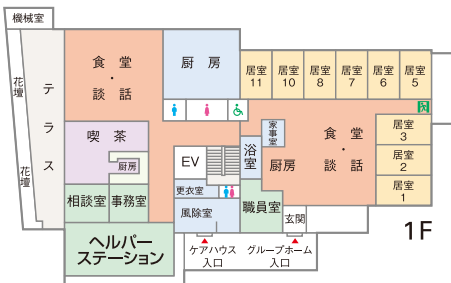 機械室
花壇
テラス
花壇
食堂
・
談話
厨房
居室
11
居室
10
居室
8
居室
7
居室
6
居室
5
喫茶
厨房
相談室
事務室
EV
更衣室
風除室
浴室
家事室
厨房
食堂
・
談話
居室
3
居室
2
居室
1
職員室
玄関
ヘルパー
ステーション
ケアハウス
入口
グループホーム
入口
1F